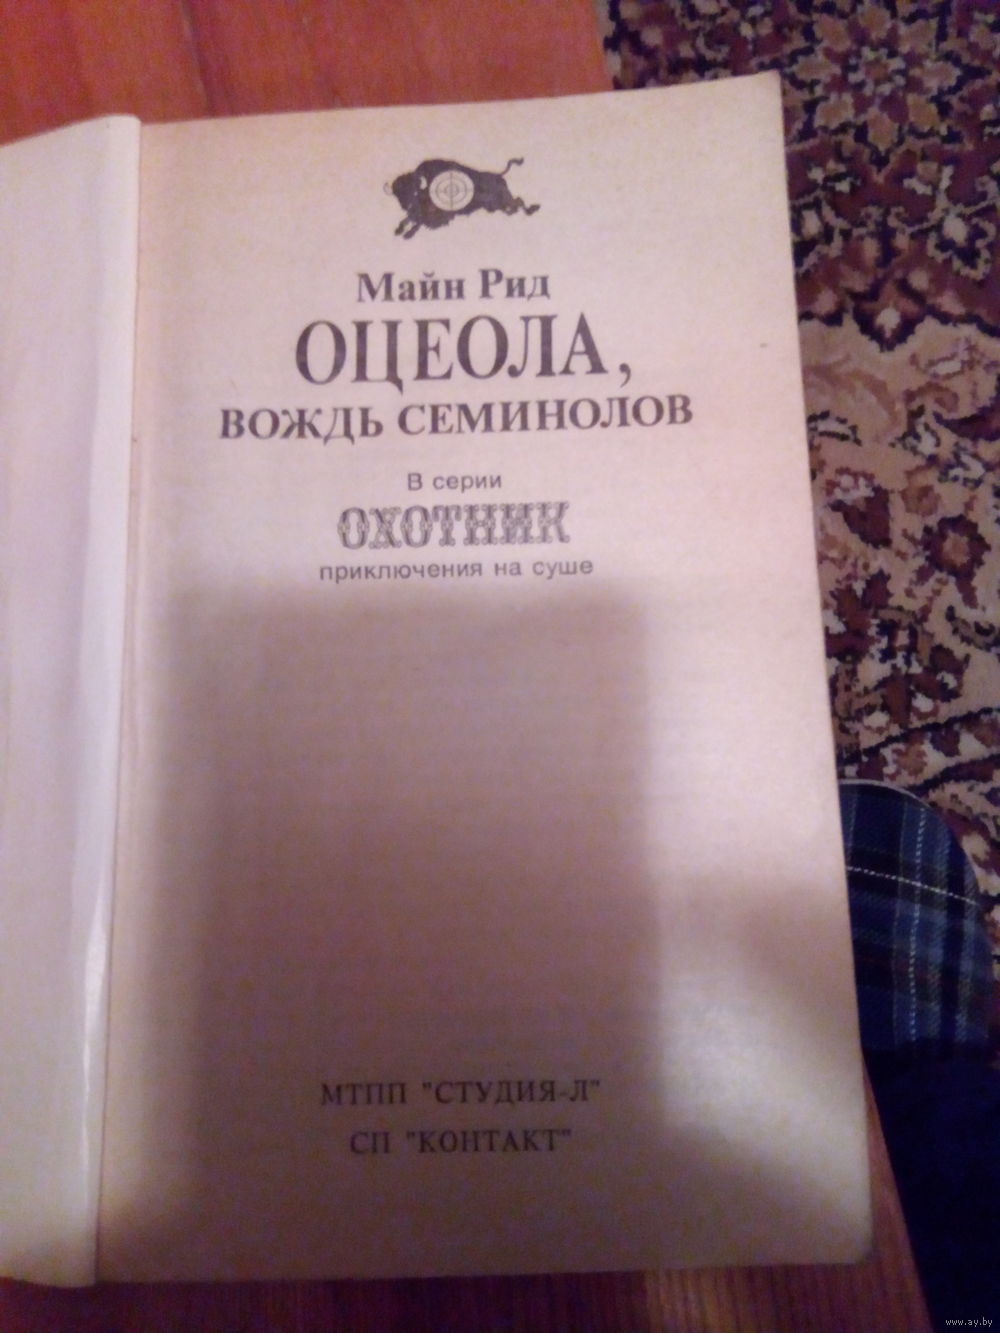 Майн Рид
ОЦЕОЛА,
ВОЖДЬ СЕМИНОЛОВ
В серии
ОХОТНИК
приключения на суше
МТПП "СТУДИЯ-Л"
СП "КОНТАКТ"
www.ay.by